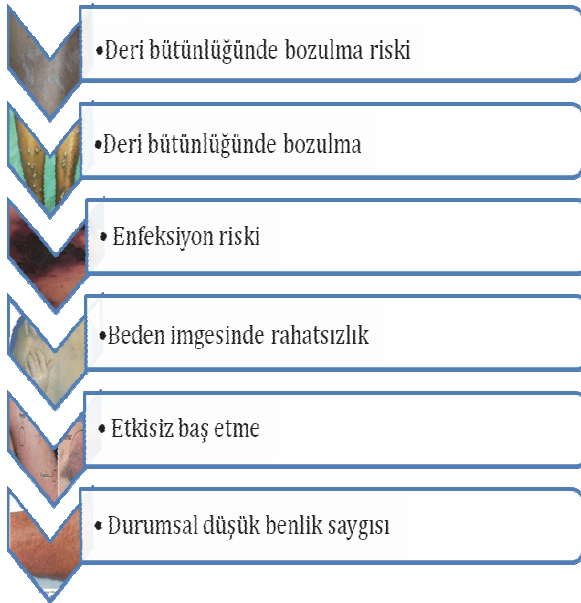 •Deri bütünlüğünde bozulma riski
•Deri bütünlüğünde bozulma
• Enfeksiyon riski
•Beden imgesinde rahatsızlık
• Etkisiz baş etme
• Durumsal düşük benlik saygısı